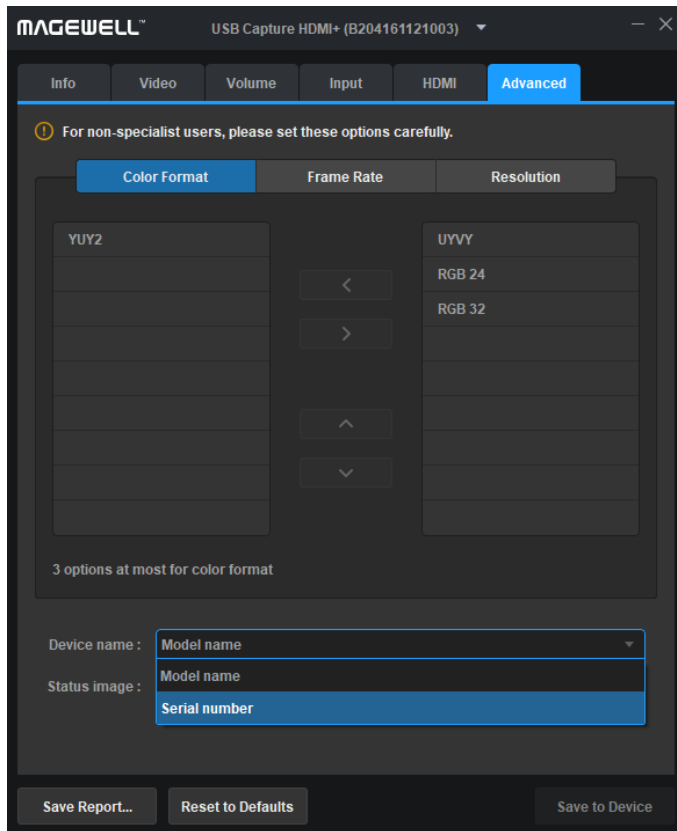 MAGEWELL™ USB Capture HDMI+ (B204161121003)
Info Video Volume Input HDMI Advanced
For non-specialist users, please set these options carefully.
Color Format Frame Rate Resolution
YUY2 UYVY
RGB 24
RGB 32
3 options at most for color format
Device name : Model name
Model name
Status image :
Serial number
Save Report... Reset to Defaults Save to Device